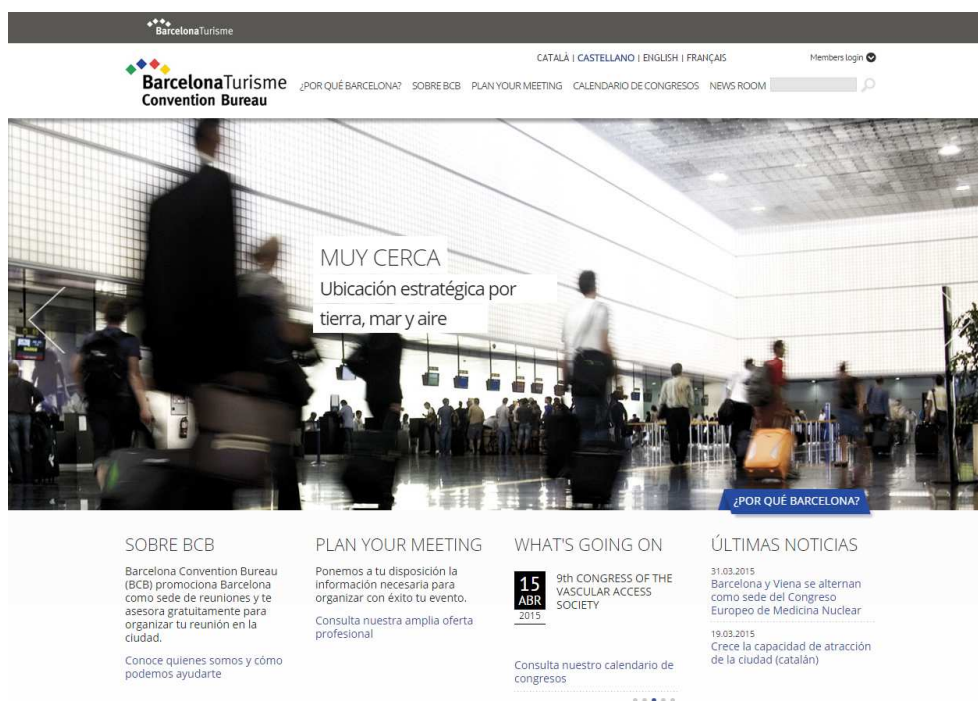 BarcelonaTurisme
CATALÀ | CASTELLANO | ENGLISH | FRANÇAIS
Members login
BarcelonaTurisme
Convention Bureau
¿POR QUÉ BARCELONA? SOBRE BCB PLAN YOUR MEETING CALENDARIO DE CONGRESOS NEWS ROOM
MUY CERCA
Ubicación estratégica por
tierra, mar y aire
¿POR QUÉ BARCELONA?
SOBRE BCB
Barcelona Convention Bureau
(BCB) promociona Barcelona
como sede de reuniones y te
asesora gratuitamente para
organizar tu reunión en la
ciudad.
Conoce quienes somos y cómo
podemos ayudarte
PLAN YOUR MEETING
Ponemos a tu disposición la
información necesaria para
organizar con éxito tu evento.
Consulta nuestra amplia oferta
profesional
WHAT'S GOING ON
15
ABR
2015
9th CONGRESS OF THE
VASCULAR ACCESS
SOCIETY
Consulta nuestro calendario de
congresos
ÚLTIMAS NOTICIAS
31.03.2015
Barcelona y Viena se alternan
como sede del Congreso
Europeo de Medicina Nuclear
19.03.2015
Crece la capacidad de atracción
de la ciudad (catalán)